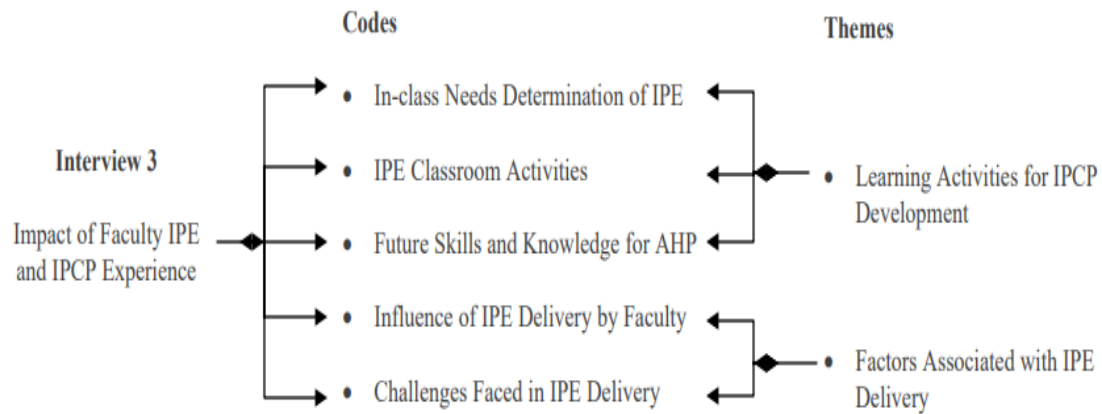 Codes
Themes
Interview 3
Impact of Faculty IPE
and IPCP Experience
• In-class Needs Determination of IPE
• IPE Classroom Activities
• Future Skills and Knowledge for AHP
• Influence of IPE Delivery by Faculty
• Challenges Faced in IPE Delivery
• Learning Activities for IPCP
Development
• Factors Associated with IPE
Delivery